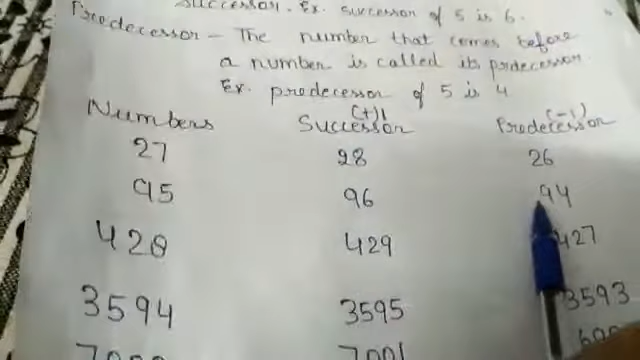 Successor. Ex. successor of 5 is 6.
Predecessor - The number that comes before
a number is called its prdecessor.
Ex. predecessor of 5 is 4
Numbers Successor (+)1 Predecessor (-1)
27 28 26
95 96 94
428 429 427
3594 3595 3593
7001